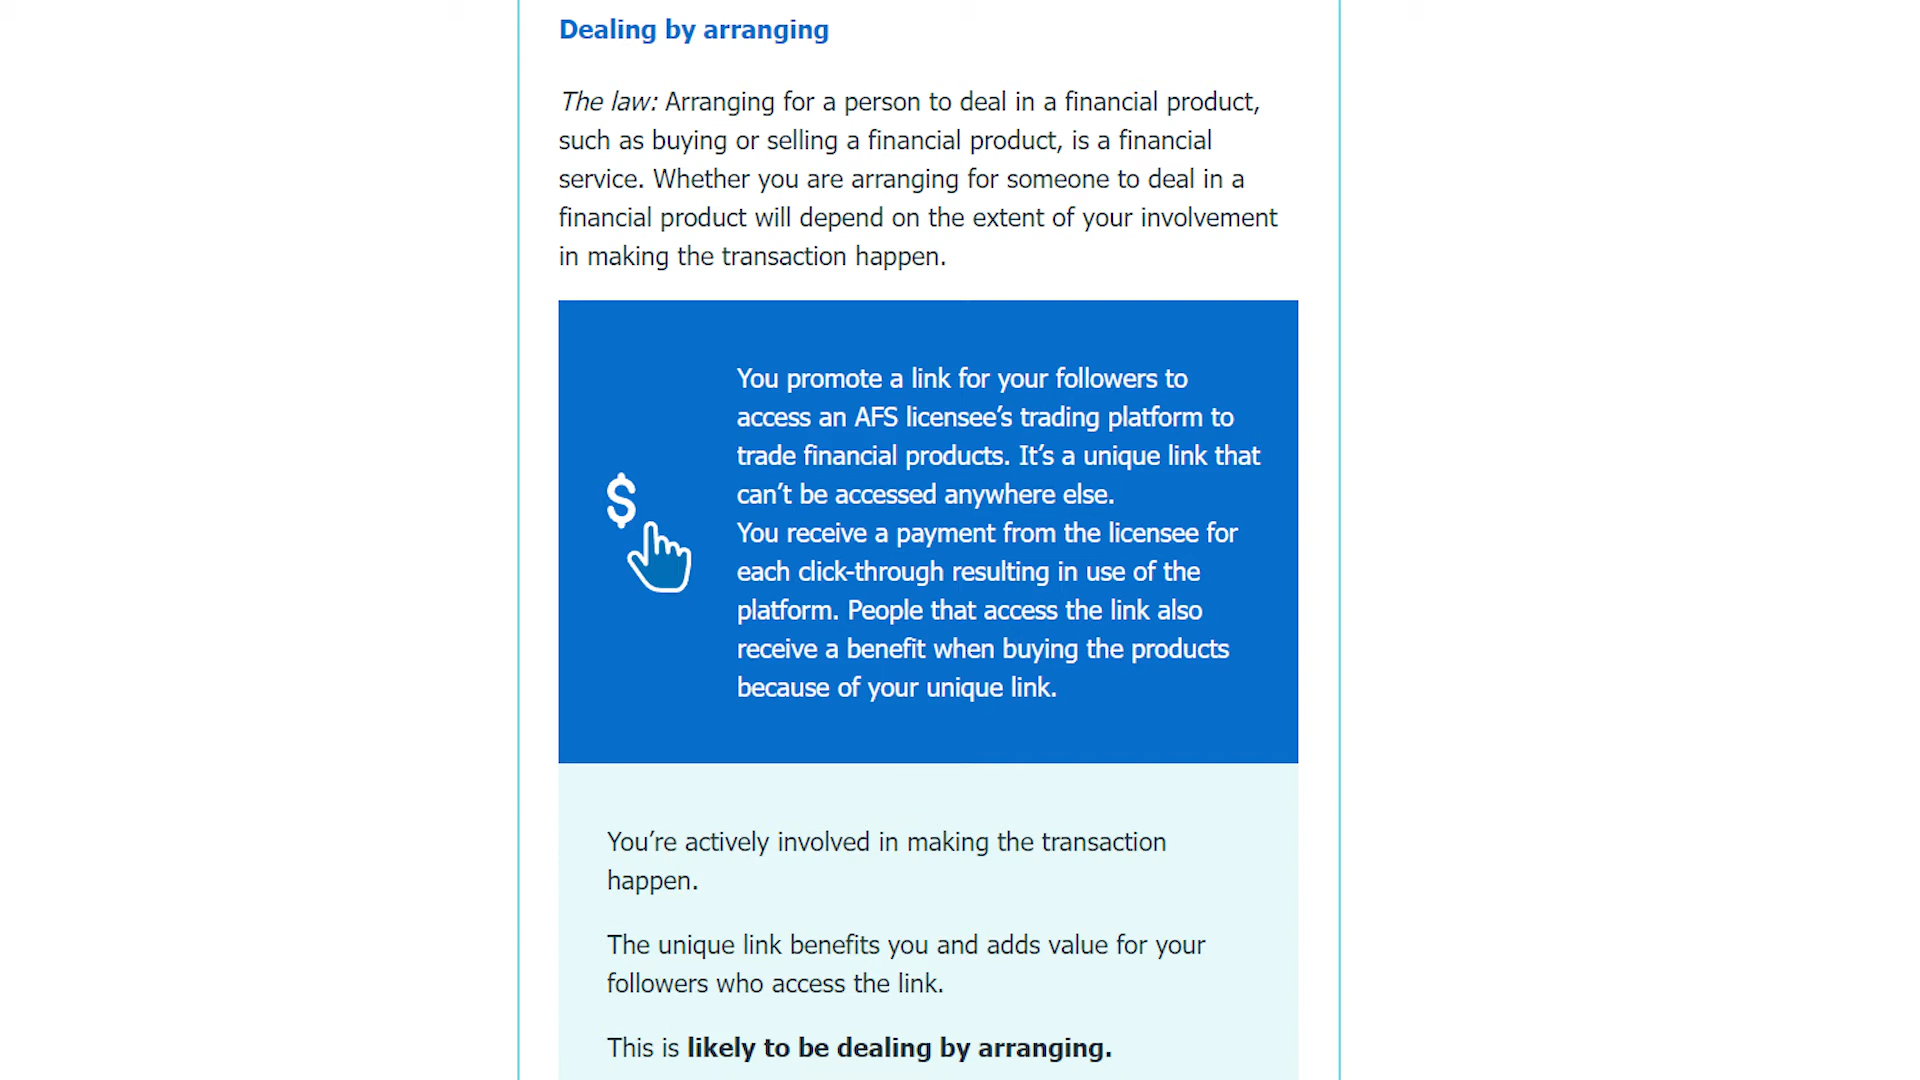 Dealing by arranging
The law: Arranging for a person to deal in a financial product,
such as buying or selling a financial product, is a financial
service. Whether you are arranging for someone to deal in a
financial product will depend on the extent of your involvement
in making the transaction happen.
You promote a link for your followers to
access an AFS licensee’s trading platform to
trade financial products. It’s a unique link that
can’t be accessed anywhere else.
You receive a payment from the licensee for
each click-through resulting in use of the
platform. People that access the link also
receive a benefit when buying the products
because of your unique link.
$
You’re actively involved in making the transaction
happen.
The unique link benefits you and adds value for your
followers who access the link.
This is likely to be dealing by arranging.